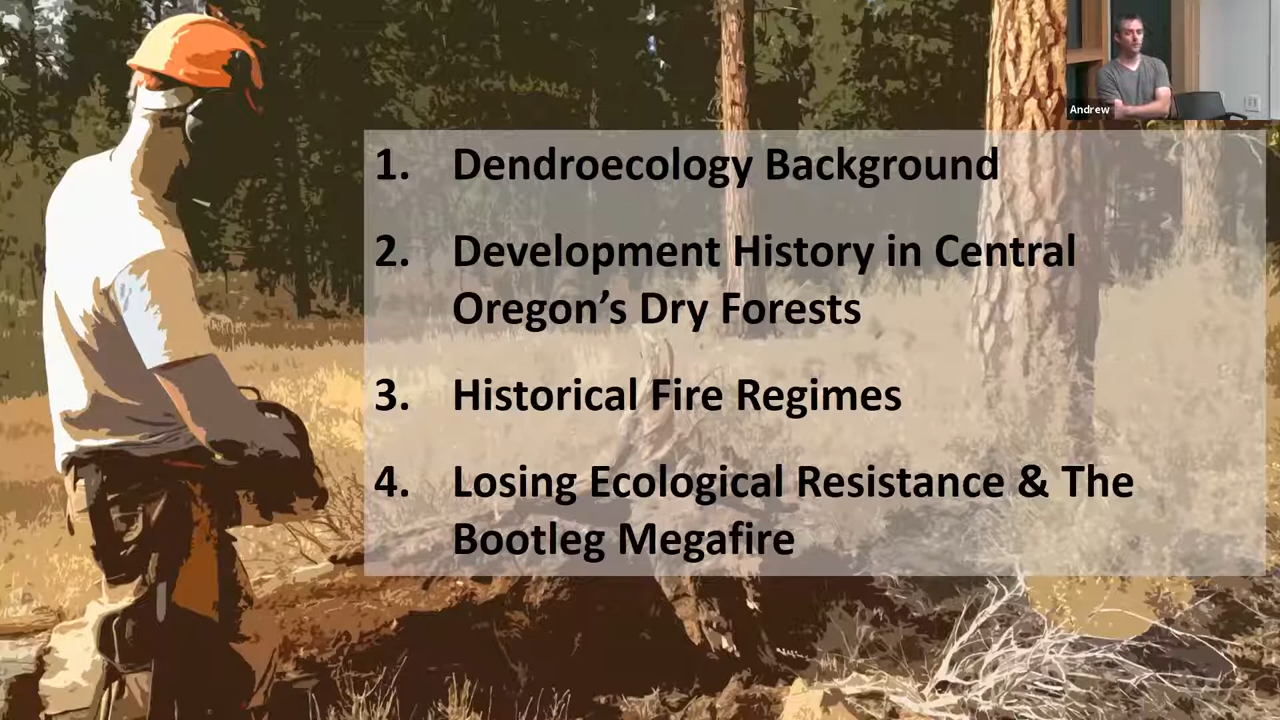 Andrew
1. Dendroecology Background
2. Development History in Central
Oregon’s Dry Forests
3. Historical Fire Regimes
4. Losing Ecological Resistance & The
Bootleg Megafire